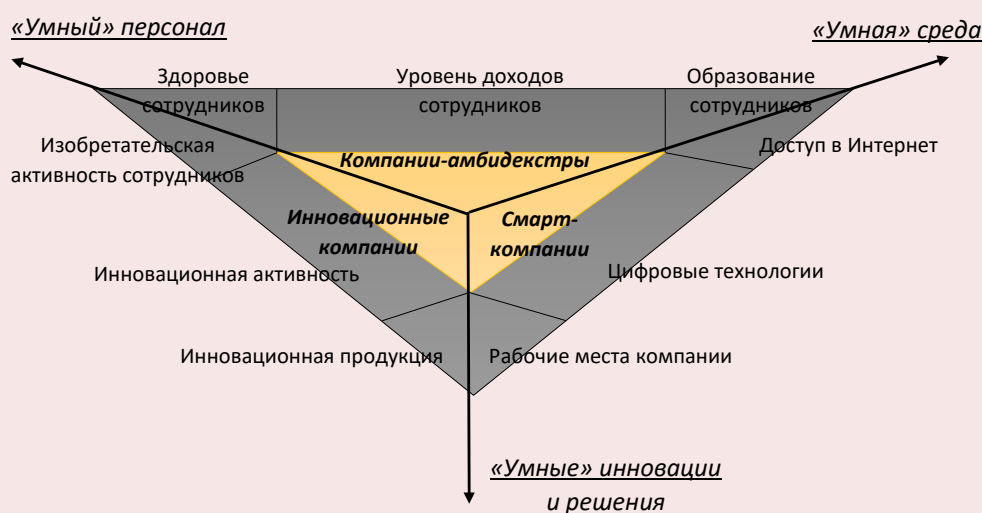 «Умный» персонал
«Умная» среда
Здоровье
сотрудников
Уровень доходов
сотрудников
Образование
сотрудников
Изобретательская
активность сотрудников
Компании-амбидекстры
Доступ в Интернет
Инновационные
компании
Смарт-
компании
Инновационная активность
Цифровые технологии
Инновационная продукция
Рабочие места компании
«Умные» инновации
и решения